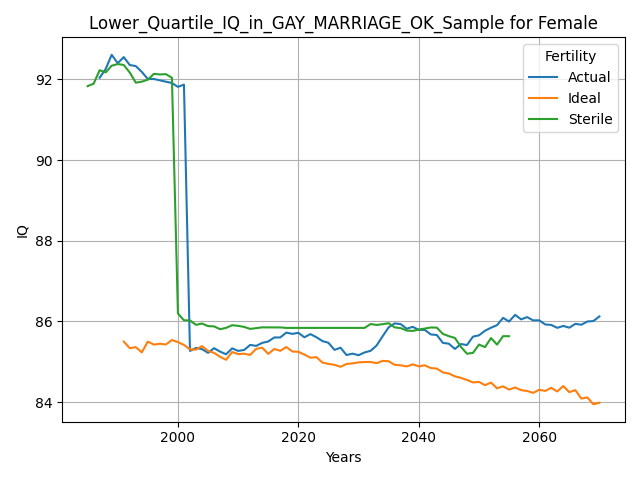 Lower_Quartile_IQ_in_GAY_MARRIAGE_OK_Sample for Female
Fertility
Actual
Ideal
Sterile
IQ
92
90
88
86
84
2000
2020
2040
2060
Years